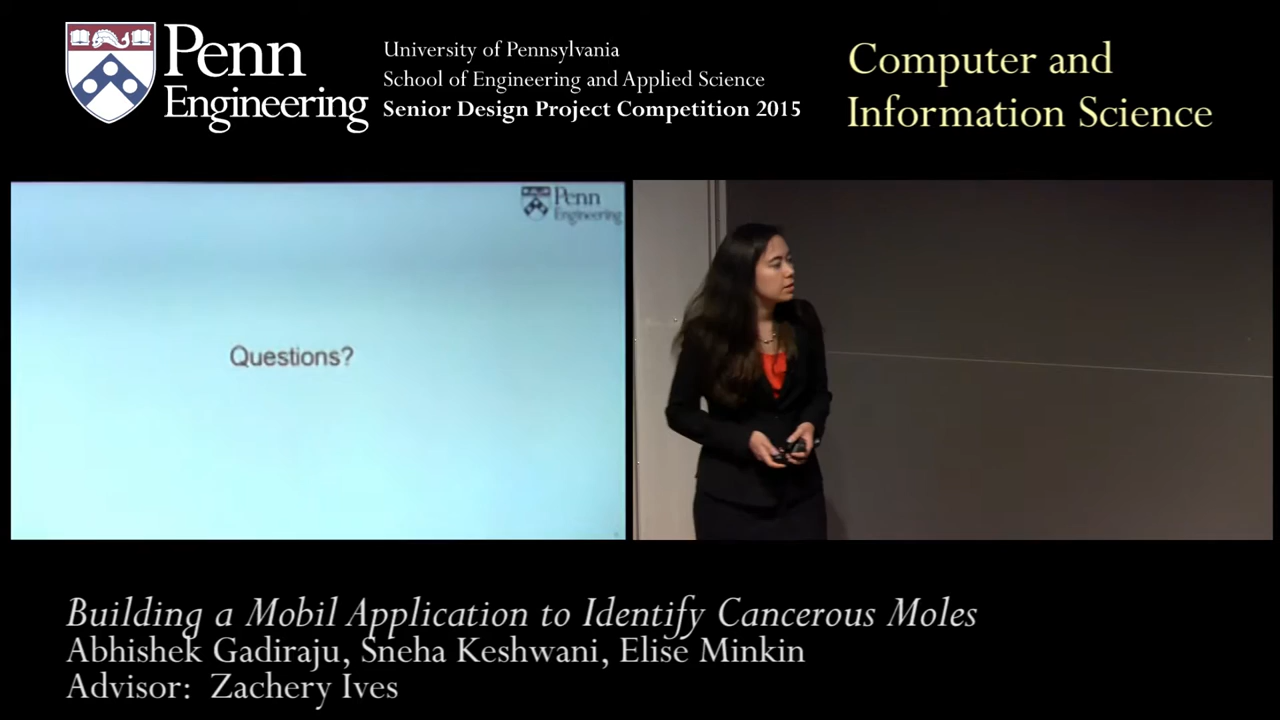 Penn
Engineering
University of Pennsylvania
School of Engineering and Applied Science
Senior Design Project Competition 2015
Computer and
Information Science
Penn
Engineering
Questions?
Building a Mobil Application to Identify Cancerous Moles
Abhishek Gadiraju, Sneha Keshwani, Elise Minkin
Advisor: Zachery Ives